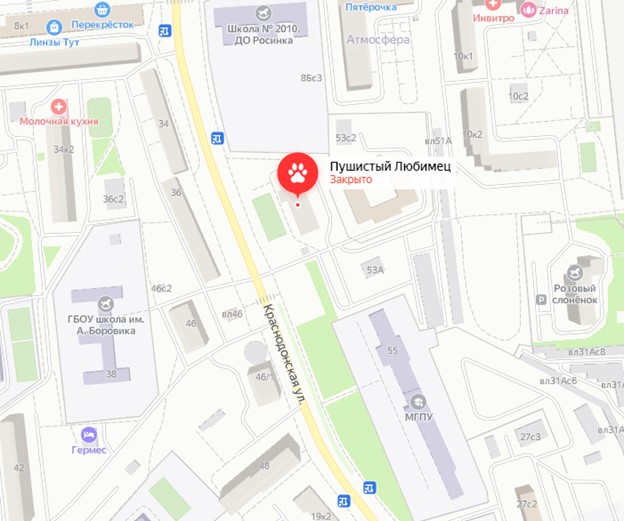 8к1
Перекрёсток
Линзы Тут
Школа № 2010.
ДО Росинка
86с3
Пятёрочка
Атмосфера
Инвитро
Zarina
10к1
10с2
Молочная кухня
34к2
34
53с2
вл51А
10к2
Пушистый Любимец
Закрыто
36с2
36
46с2
53А
Розовый
слонёнок
P
ГБОУ школа им.
А. Боровика
38
46
вл46
Краснодонская ул.
55
46/1
вл31Ас8
вл31Ас6
МГПУ
Гермес
42
48
19к2
27с3
27с2
вл31А